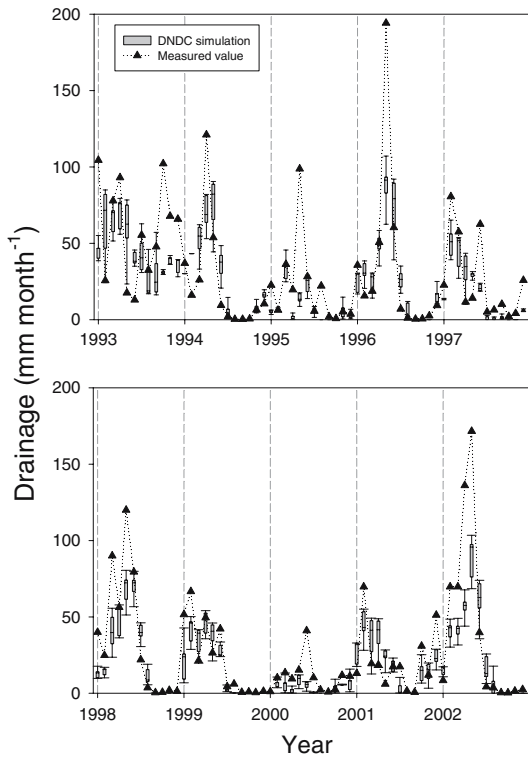 200
DNDC simulation
Measured value
150
100
50
0
1993 1994 1995 1996 1997
Drainage (mm month-1)
200
150
100
50
0
1998 1999 2000 2001 2002
Year